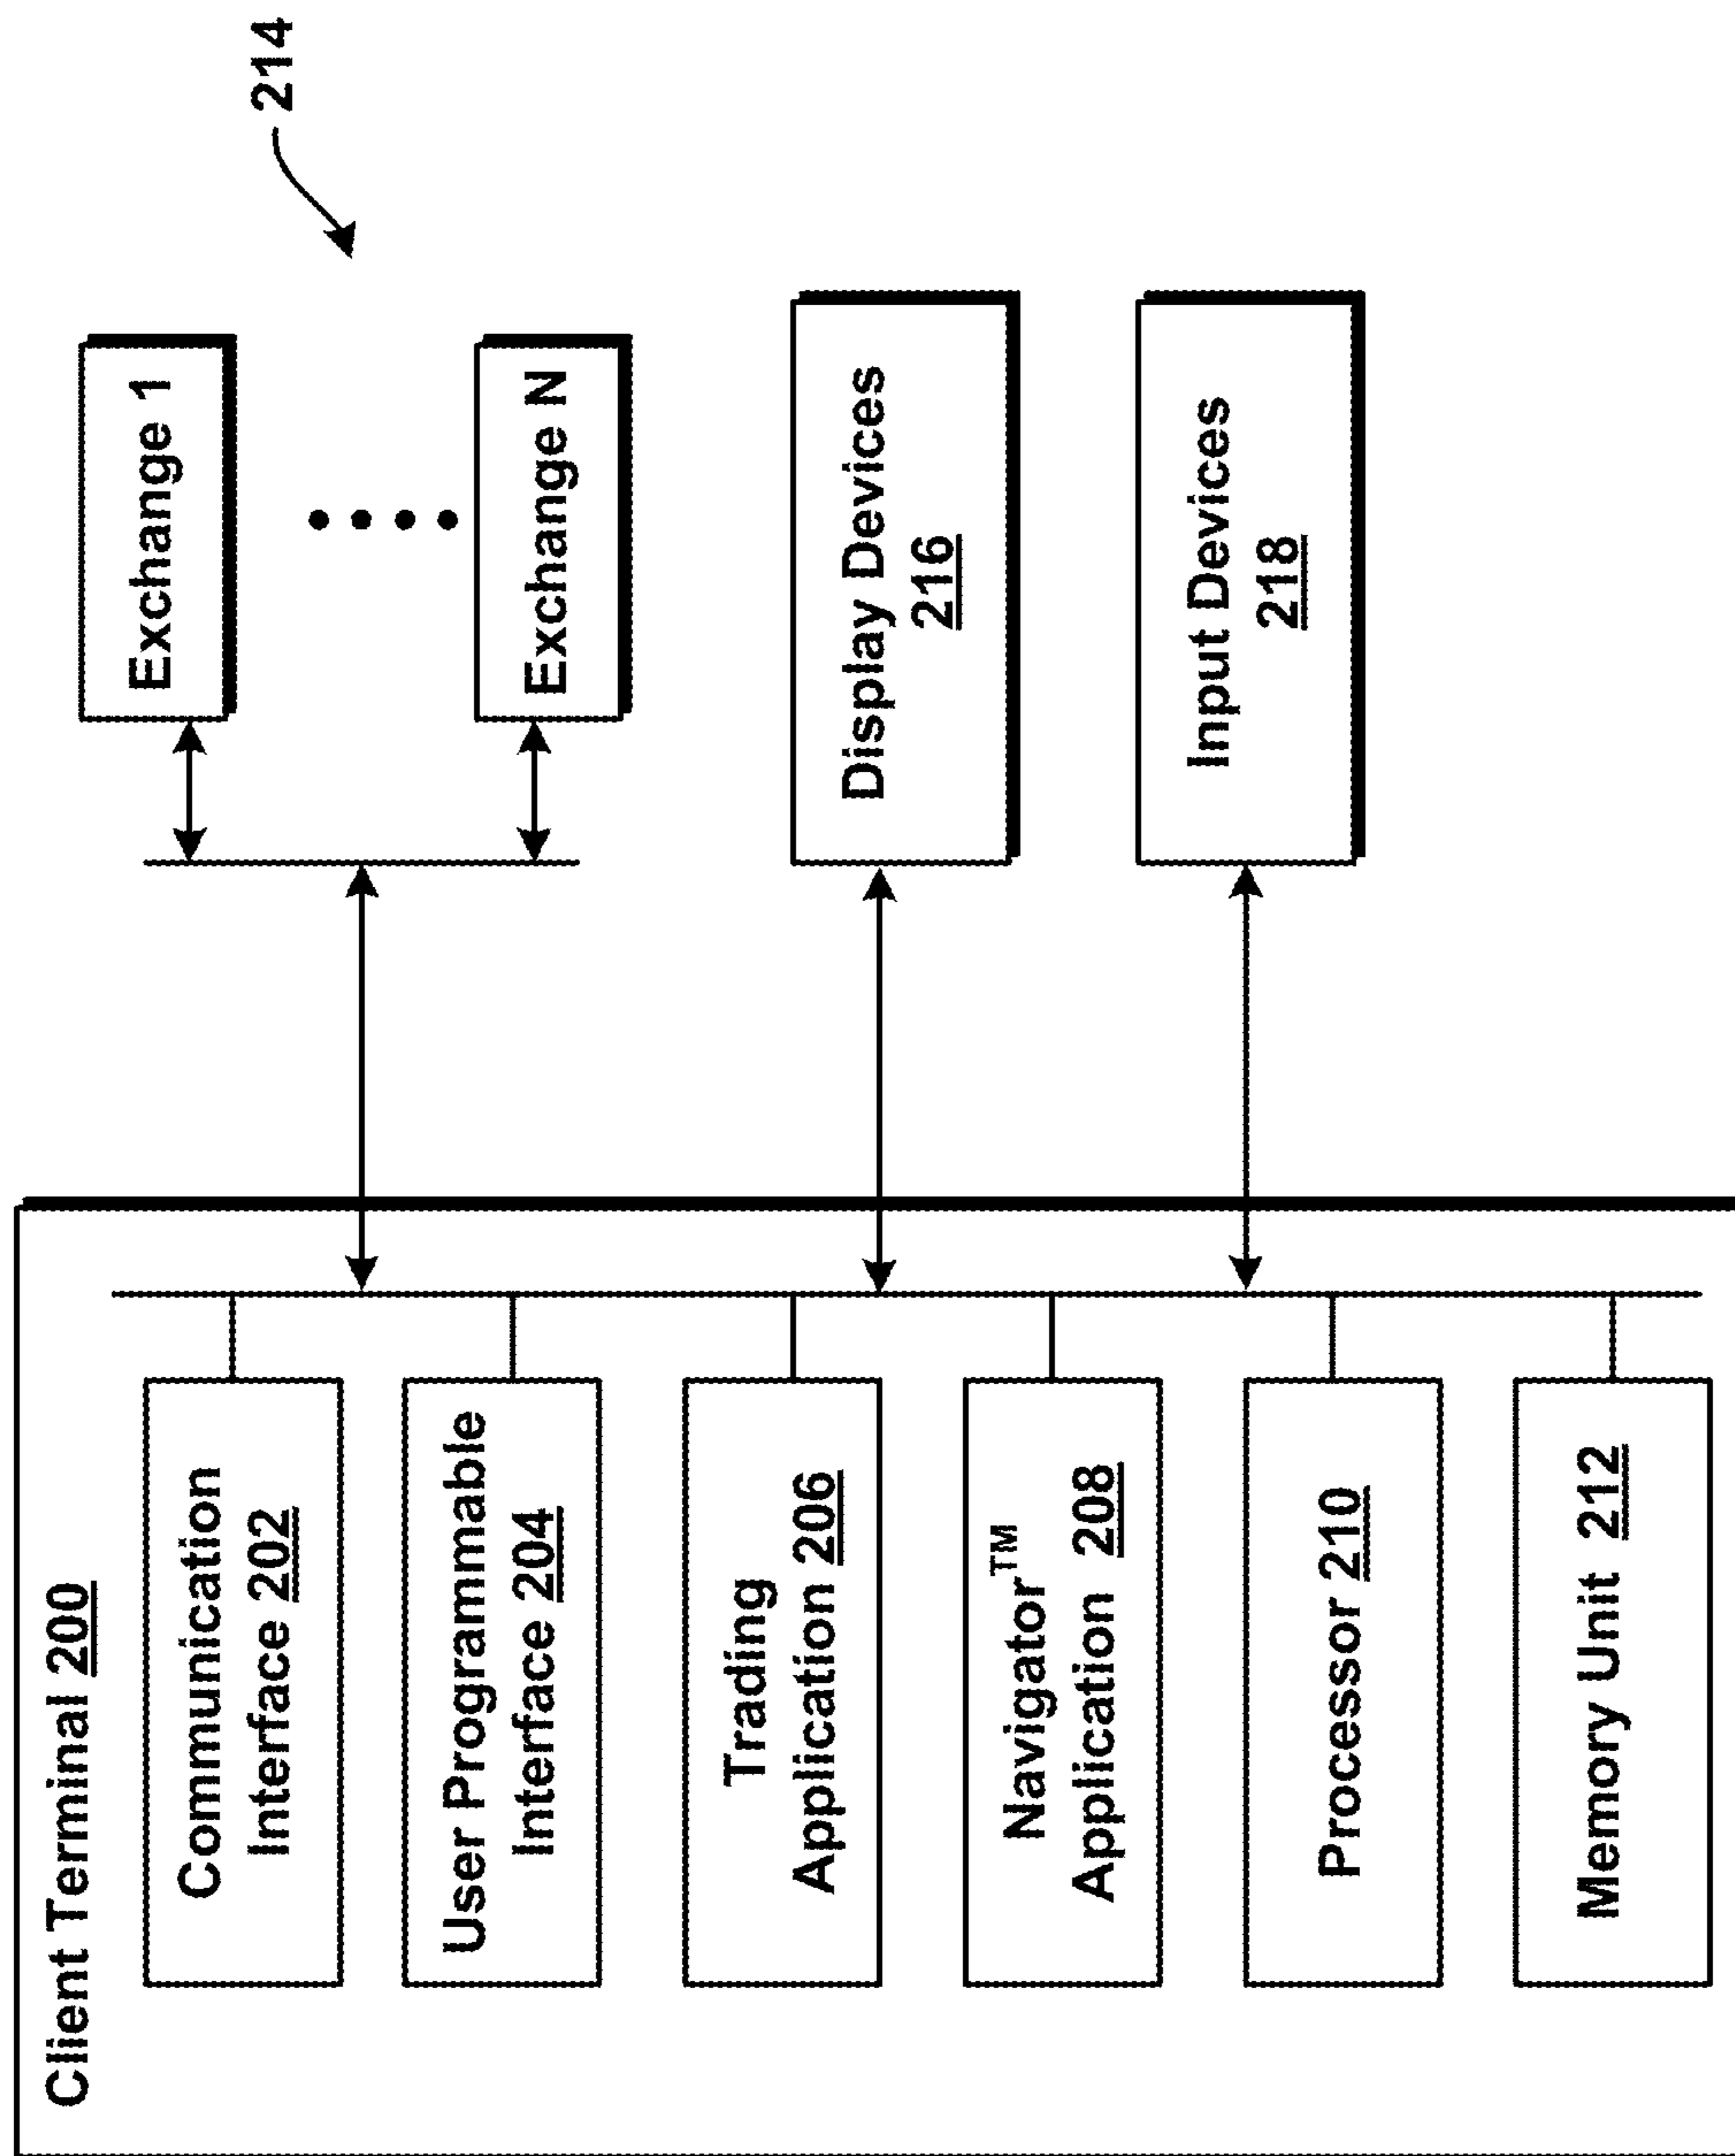 Client Terminal 200
Communication
Interface 202
User Programmable
Interface 204
Trading
Application 206
Navigator™
Application 208
Processor 210
Memory Unit 212
214
Exchange 1
Exchange N
Display Devices
216
Input Devices
218